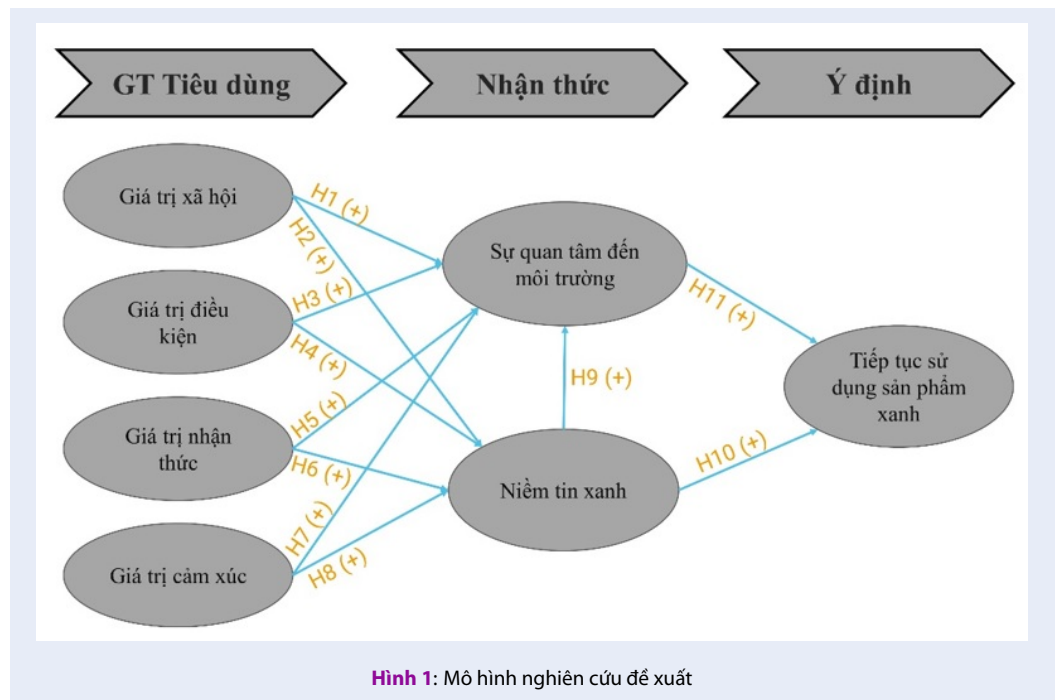 GT Tiêu dùng
Nhận thức
Ý định
Giá trị xã hội
Giá trị điều
kiện
Giá trị nhận
thức
Giá trị cảm xúc
H1 (+)
H2 (+)
H3 (+)
H4 (+)
H5 (+)
H6 (+)
H7 (+)
H8 (+)
Sự quan tâm đến
môi trường
H9 (+)
Niềm tin xanh
H11 (+)
H10 (+)
Tiếp tục sử
dụng sản phẩm
xanh
Hình 1: Mô hình nghiên cứu đề xuất